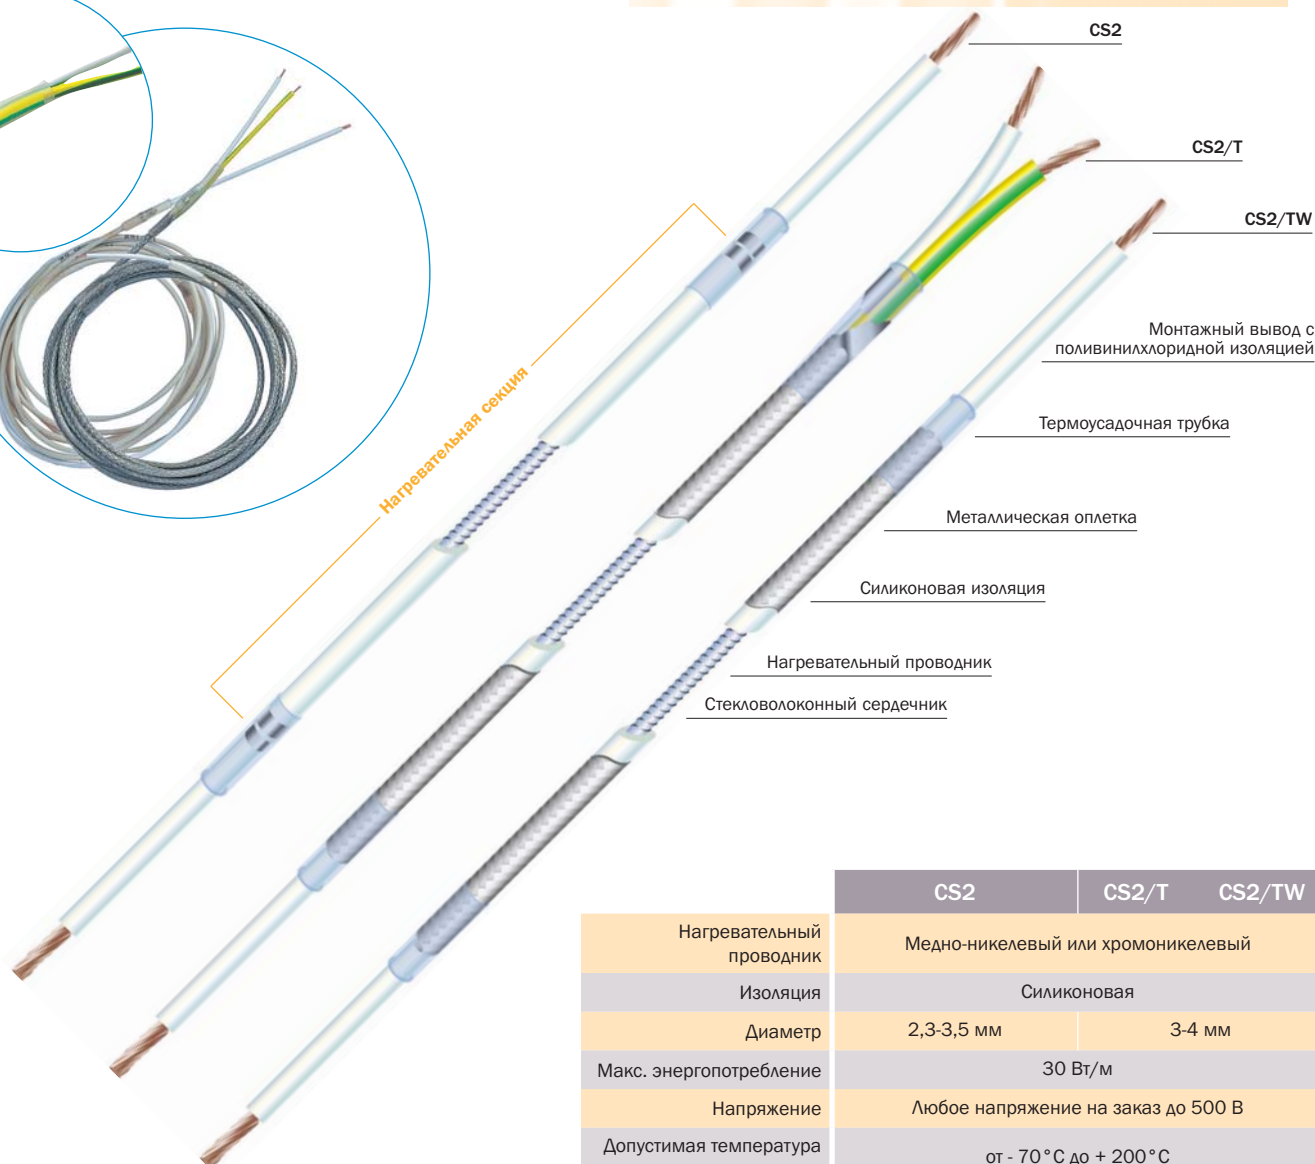 CS2
CS2/T
CS2/TW
Монтажный вывод с
поливинилхлоридной изоляцией
Термоусадочная трубка
Нагревательная секция
Металлическая оплетка
Силиконовая изоляция
Нагревательный проводник
Стекловолоконный сердечник
CS2 CS2/T CS2/TW
Нагревательный
проводник
Медно-никелевый или хромоникелевый
Изоляция Силиконовая
Диаметр 2,3-3,5 мм 3-4 мм
Макс. энергопотребление 30 Вт/м
Напряжение Любое напряжение на заказ до 500 В
Допустимая температура
от - 70°C до + 200°C